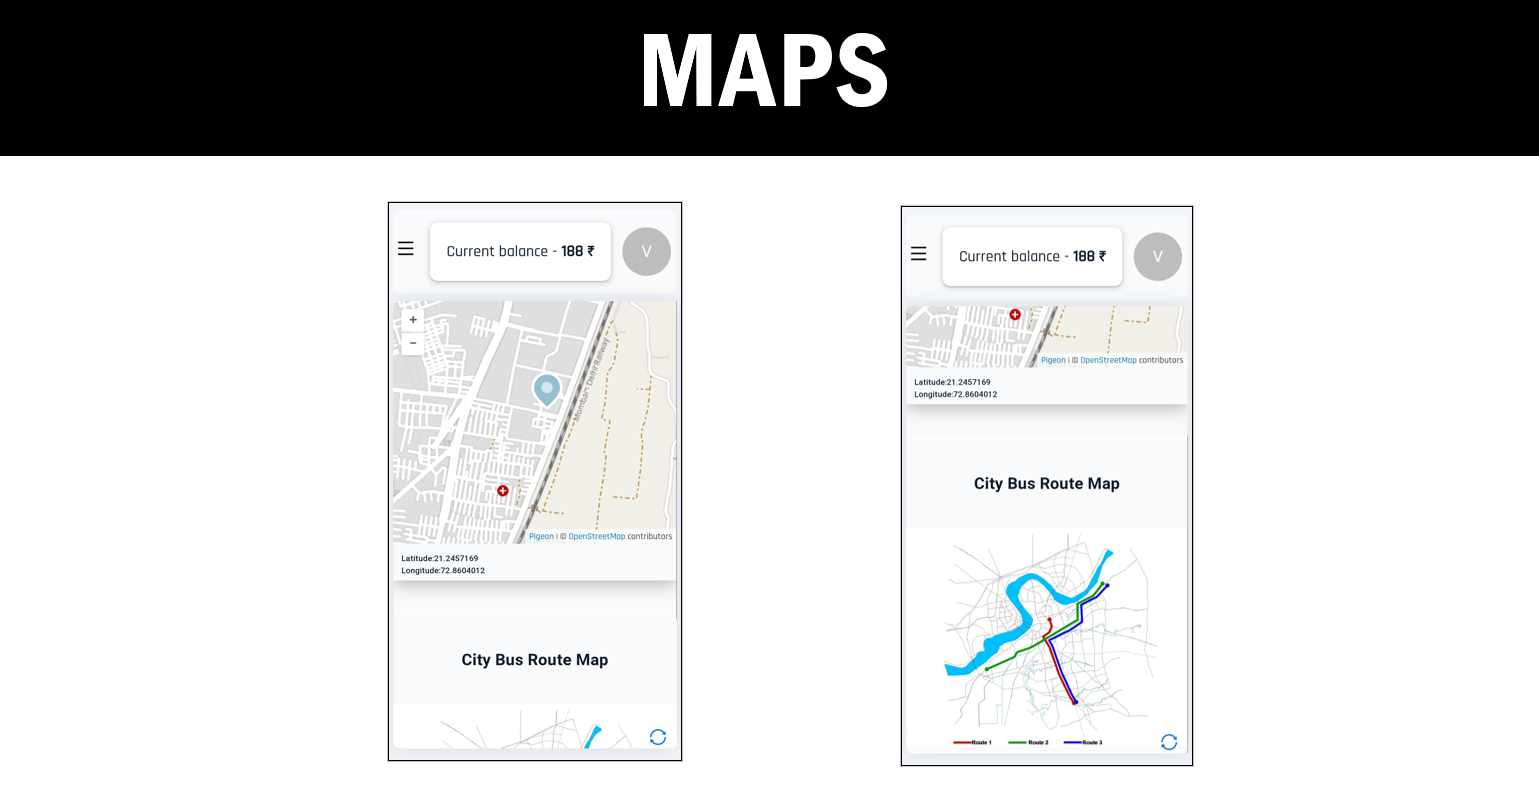 MAPS
Current balance - 188 ₹
V
+
−
Mumbai - Delhi Railway
Pigeon | © OpenStreetMap contributors
Latitude:21.2457169
Longitude:72.8604012
City Bus Route Map
Current balance - 188 ₹
V
Pigeon | © OpenStreetMap contributors
Latitude:21.2457169
Longitude:72.8604012
City Bus Route Map
Route 1 Route 2 Route 3